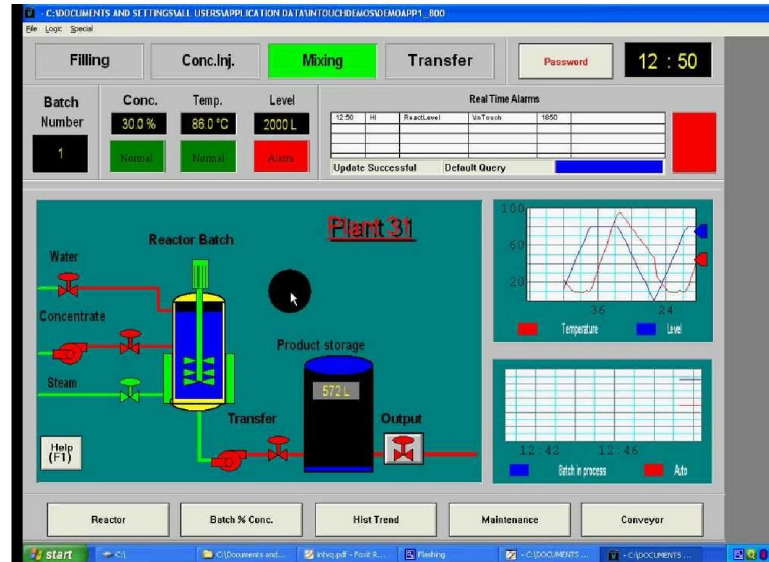 - C:\DOCUMENTS AND SETTINGS\ALL USERS\APPLICATION DATA\INTOUCHDEMOS\DEMOAPP1_800
File Logic Special
Filling
Conc.Inj.
Mixing
Transfer
Password
12 : 50
Batch
Number
1
Conc.
Temp.
Level
30.0 %
86.0 °C
2000 L
Normal
Normal
Alarm
Real Time Alarms
12:50 HI ReactLevel 1850
Update Successful Default Query
Plant 31
Reactor Batch
Water
Concentrate
Steam
Product storage
572 L
Transfer
Output
Help
(F1)
100
60
20
36 24
Temperature Level
12:42 12:46
Batch in process Auto
Reactor
Batch % Conc.
Hist Trend
Maintenance
Conveyor
start
C:\
C:\Documents and...
intvq.pdf - Foxit R...
Flashing
- C:\DOCUMENTS ...
- C:\DOCUMENTS ...